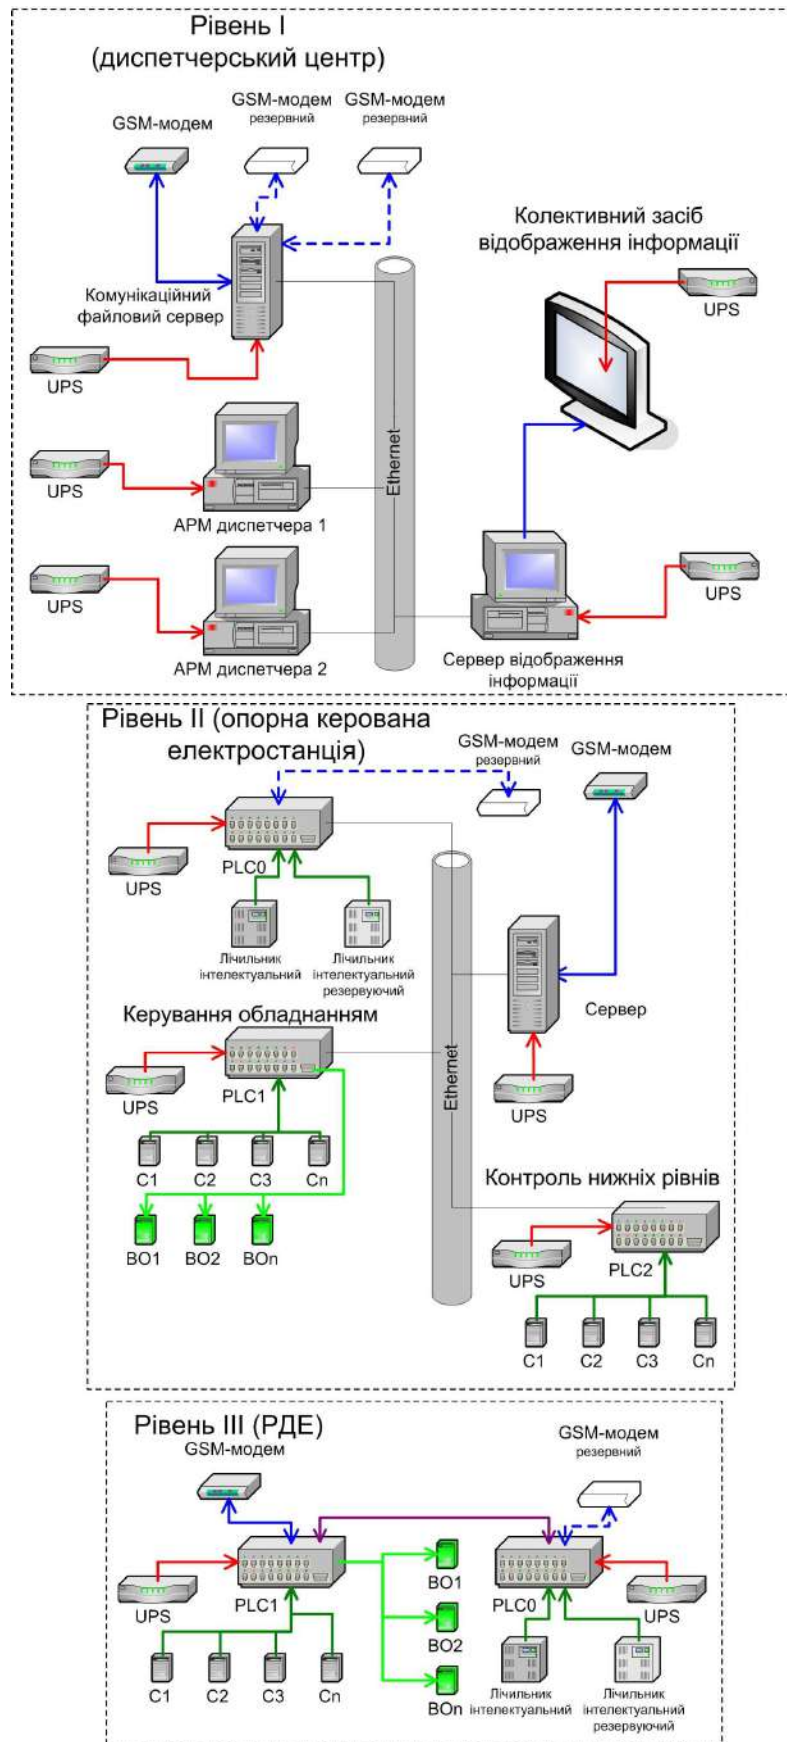 Рівень I
(диспетчерський центр)
GSM-модем
GSM-модем
резервний
GSM-модем
резервний
Комунікаційний
файловий сервер
Колективний засіб
відображення інформації
UPS
UPS
UPS
АРМ диспетчера 1
Ethernet
UPS
АРМ диспетчера 2
UPS
Сервер відображення
інформації
Рівень II (опорна керована
електростанція)
GSM-модем
резервний
GSM-модем
UPS
PLC0
Лічильник
інтелектуальний
Лічильник
інтелектуальний
резервуючий
Сервер
UPS
Керування обладнанням
UPS
PLC1
Ethernet
C1
C2
C3
Cn
BO1
BO2
BOn
Контроль нижніх рівнів
UPS
PLC2
C1
C2
C3
Cn
Рівень III (РДЕ)
GSM-модем
GSM-модем
резервний
UPS
PLC1
C1
C2
C3
Cn
BO1
BO2
BOn
PLC0
UPS
Лічильник
інтелектуальний
Лічильник
інтелектуальний
резервуючий